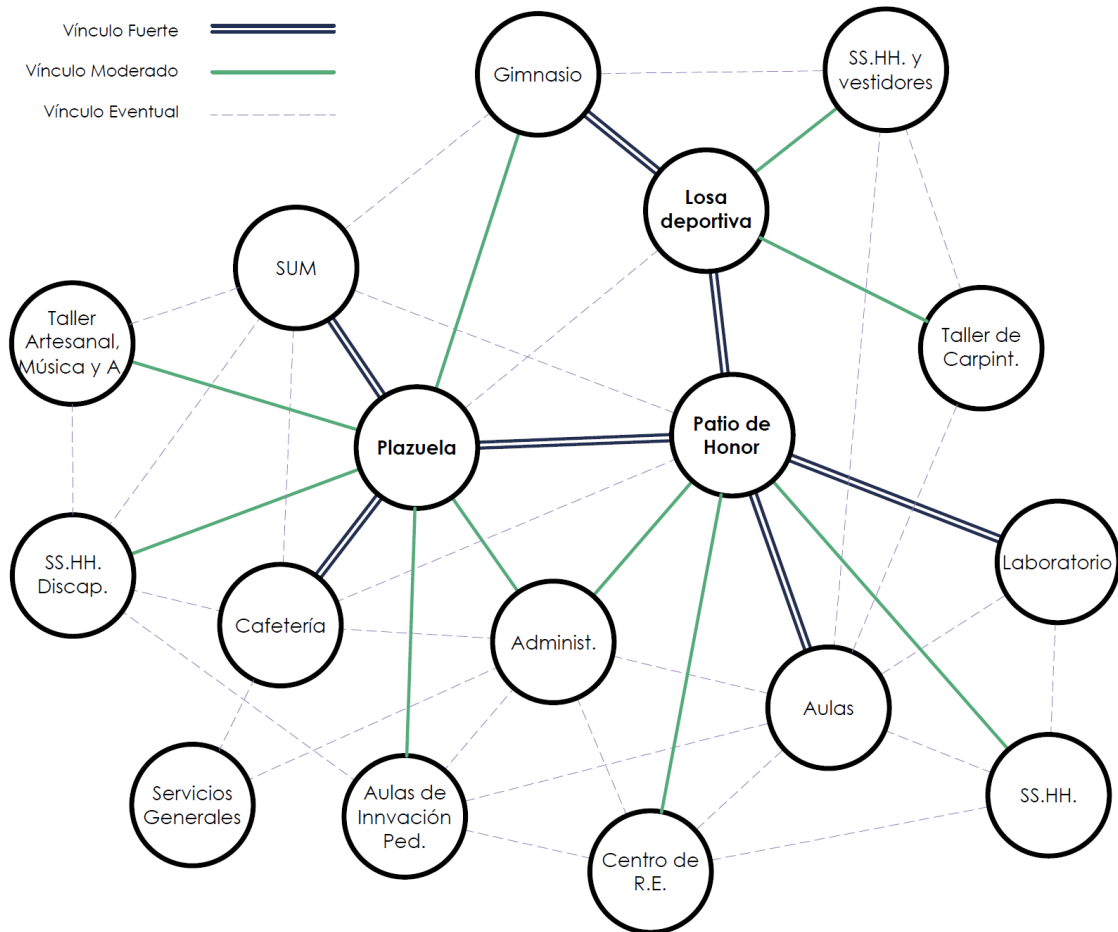 Vínculo Fuerte
Vínculo Moderado
Vínculo Eventual
Gimnasio
SS.HH. y
vestidores
Losa
deportiva
SUM
Taller
Artesanal,
Música y A.
Taller de
Carpint.
Plazuela
Patio de
Honor
SS.HH.
Discap.
Laboratorio
Cafetería
Administ.
Aulas
Servicios
Generales
Aulas de
Innvación
Ped.
SS.HH.
Centro de
R.E.